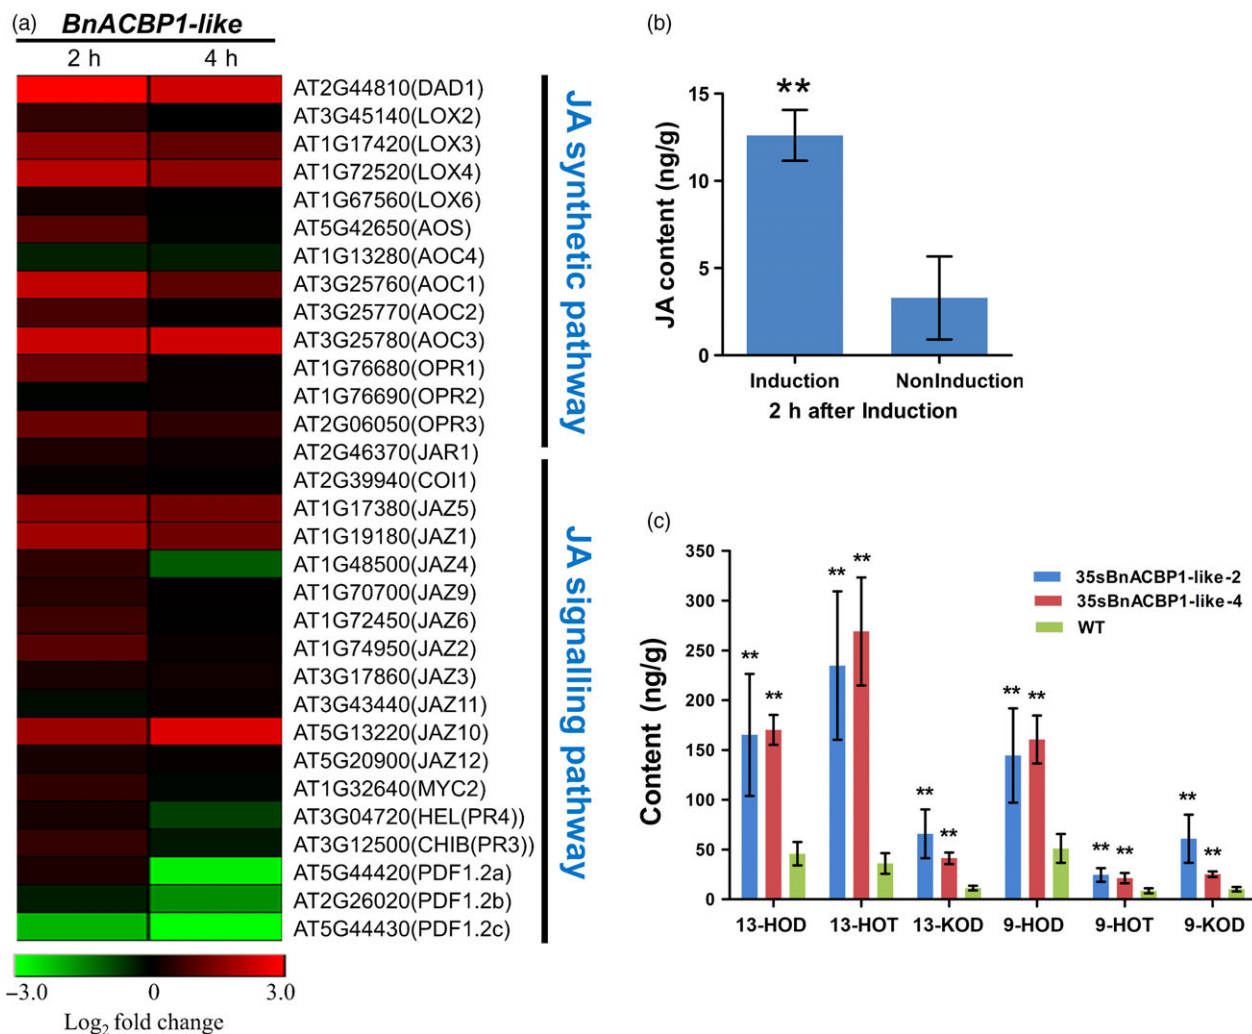 (a)
BnACBP1-like
2 h 4 h
AT2G44810(DAD1)
AT3G45140(LOX2)
AT1G17420(LOX3)
AT1G72520(LOX4)
AT1G67560(LOX6)
AT5G42650(AOS)
AT1G13280(AOC4)
AT3G25760(AOC1)
AT3G25770(AOC2)
AT3G25780(AOC3)
AT1G76680(OPR1)
AT1G76690(OPR2)
AT2G06050(OPR3)
AT2G46370(JAR1)
AT2G39940(COI1)
AT1G17380(JAZ5)
AT1G19180(JAZ1)
AT1G48500(JAZ4)
AT1G70700(JAZ9)
AT1G72450(JAZ6)
AT1G74950(JAZ2)
AT3G17860(JAZ3)
AT3G43440(JAZ11)
AT5G13220(JAZ10)
AT5G20900(JAZ12)
AT1G32640(MYC2)
AT3G04720(HEL(PR4))
AT3G12500(CHIB(PR3))
AT5G44420(PDF1.2a)
AT2G26020(PDF1.2b)
AT5G44430(PDF1.2c)
JA synthetic pathway
JA signalling pathway
−3.0 0 3.0
Log2 fold change
(b)
JA content (ng/g)
15
10
5
0
**
Induction NonInduction
2 h after Induction
(c)
Content (ng/g)
350
300
250
200
150
100
50
0
** ** ** ** ** ** ** ** ** ** ** **
35sBnACBP1-like-2
35sBnACBP1-like-4
WT
13-HOD 13-HOT 13-KOD 9-HOD 9-HOT 9-KOD